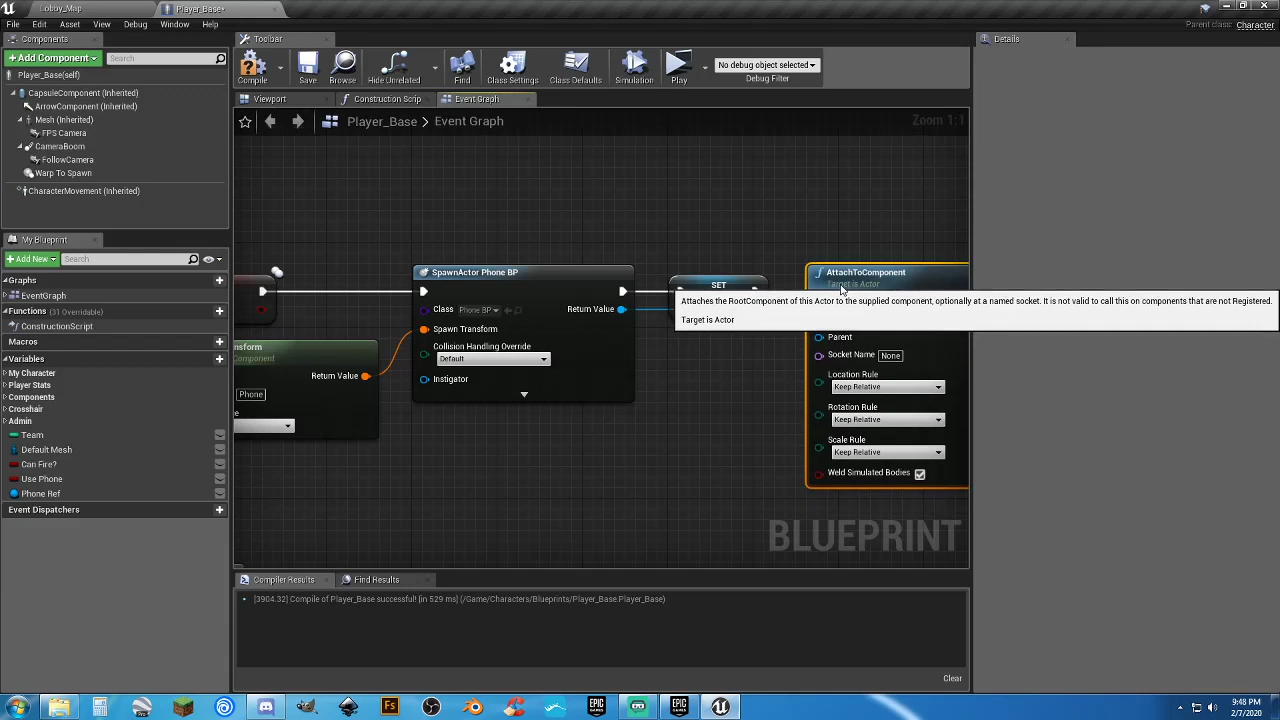 Lobby_Map
Player_Base*
File Edit Asset View Debug Window Help
Parent class: Character
Components
+Add Component
Search
Player_Base(self)
CapsuleComponent (Inherited)
ArrowComponent (Inherited)
Mesh (Inherited)
FPS Camera
CameraBoom
FollowCamera
Warp To Spawn
CharacterMovement (Inherited)
My Blueprint
+Add New
Search
Graphs
EventGraph
Functions (31 Overridable)
ConstructionScript
Macros
Variables
My Character
Player Stats
Components
Crosshair
Admin
Team
Default Mesh
Can Fire?
Use Phone
Phone Ref
Event Dispatchers
Toolbar
Compile Save Browse Hide Unrelated Find Class Settings Class Defaults Simulation Play
No debug object selected
Debug Filter
Viewport
Construction Scrip
Event Graph
Player_Base > Event Graph
Zoom 1:1
nsform
Component
Return Value
Phone
e
SpawnActor Phone BP
Class Phone BP
Return Value
Spawn Transform
Collision Handling Override
Default
Instigator
SET
AttachToComponent
Target is Actor
Attaches the RootComponent of this Actor to the supplied component, optionally at a named socket. It is not valid to call this on components that are not Registered.
Target is Actor
Parent
Socket Name None
Location Rule
Keep Relative
Rotation Rule
Keep Relative
Scale Rule
Keep Relative
Weld Simulated Bodies
BLUEPRINT
Compiler Results
Find Results
[3904.32] Compile of Player_Base successful! [in 529 ms] (/Game/Characters/Blueprints/Player_Base.Player_Base)
Clear
Details
Fs
EPIC
GAMES
EPIC
GAMES
9:48 PM
2/7/2020